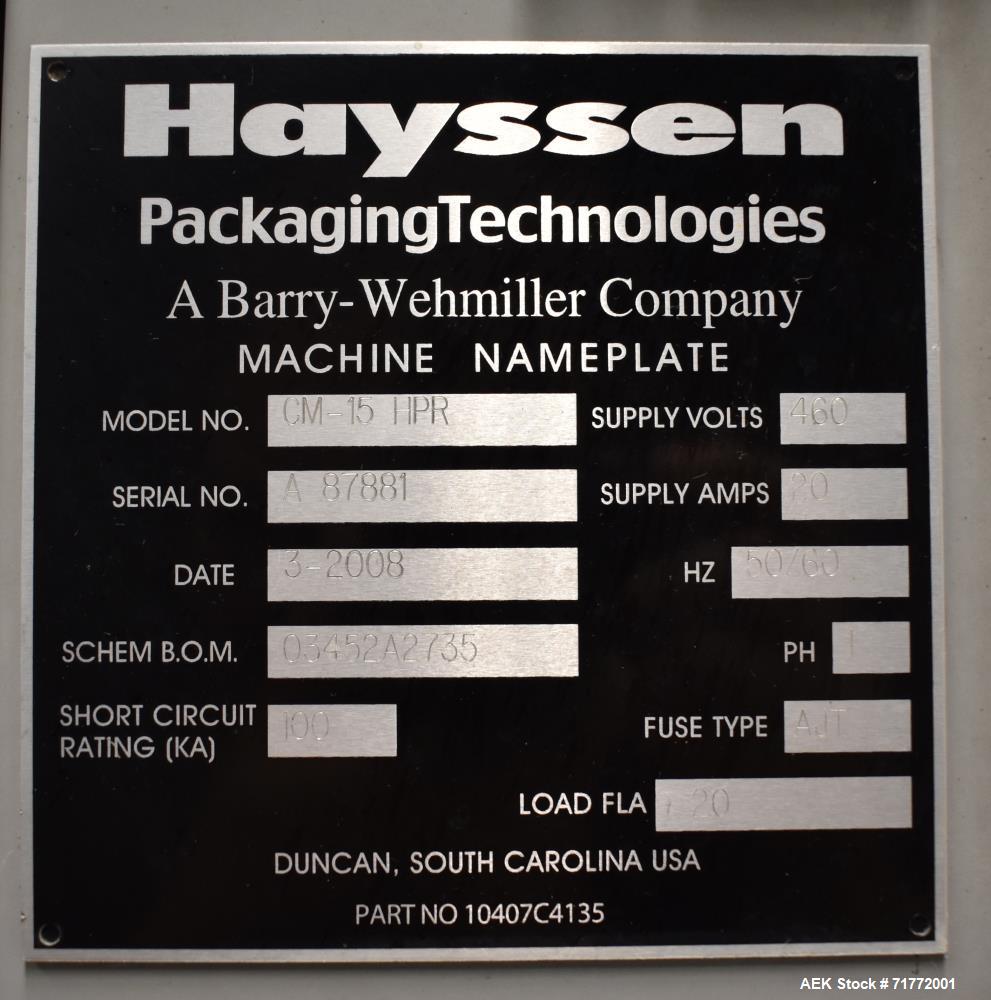 Hayssen
PackagingTechnologies
A Barry-Wehmiller Company
MACHINE NAMEPLATE
MODEL NO. CM-15 HPR SUPPLY VOLTS 460
SERIAL NO. A 87881 SUPPLY AMPS 20
DATE 3-2008 HZ 50/60
SCHEM B.O.M. 03452A2735 PH 1
SHORT CIRCUIT
RATING (KA) 100 FUSE TYPE AJT
LOAD FLA 20
DUNCAN, SOUTH CAROLINA USA
PART NO 10407C4135
AEK Stock # 71772001